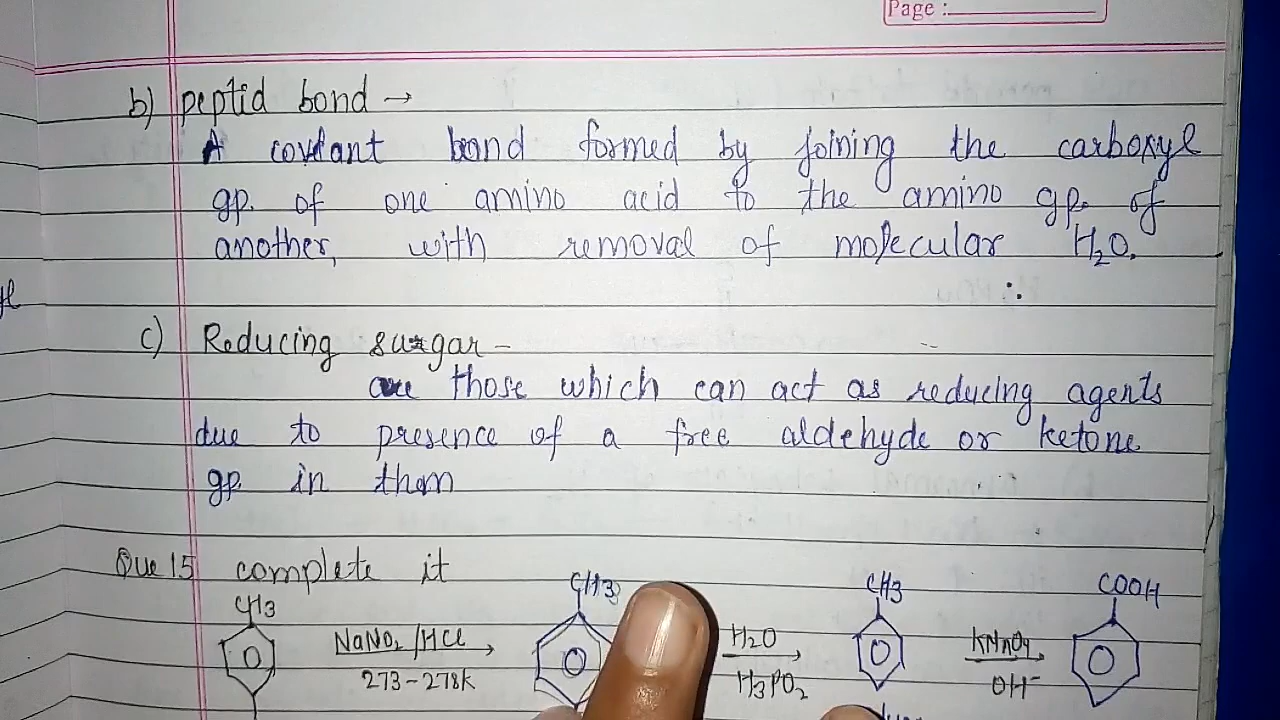 Page :
b) peptid bond →
A covalant bond formed by joining the carboxyl
gp. of one amino acid to the amino gp. of
another, with removal of molecular H₂O.
∴
c) Reducing sugar -
are those which can act as reducing agents
due to presence of a free aldehyde or ketone
gp. in them
Que 15 complete it
CH3 CH3 CH3 COOH
NaNO₂/HCl H₂O KMnO₄
273-278K H₃PO₂ OH⁻